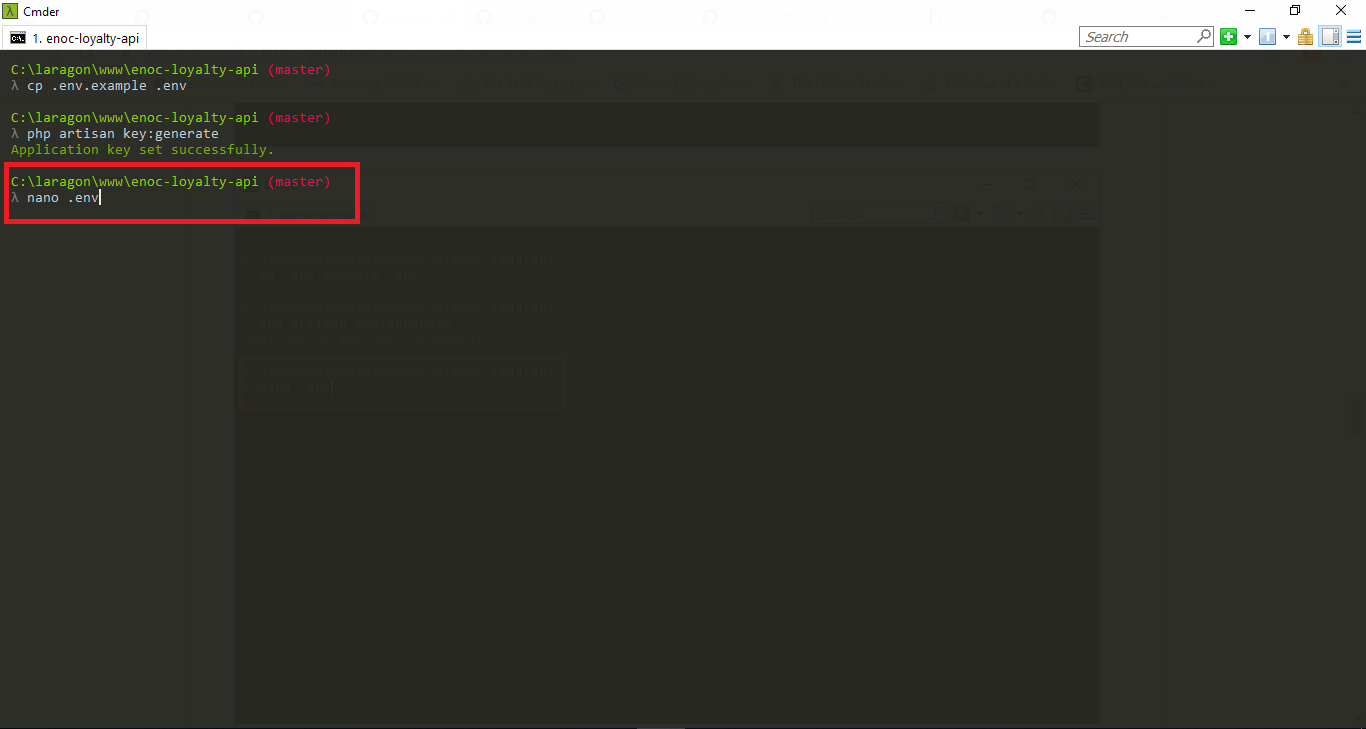 Cmder
1. enoc-loyalty-api
Search
C:\laragon\www\enoc-loyalty-api (master)
λ cp .env.example .env
C:\laragon\www\enoc-loyalty-api (master)
λ php artisan key:generate
Application key set successfully.
C:\laragon\www\enoc-loyalty-api (master)
λ nano .env